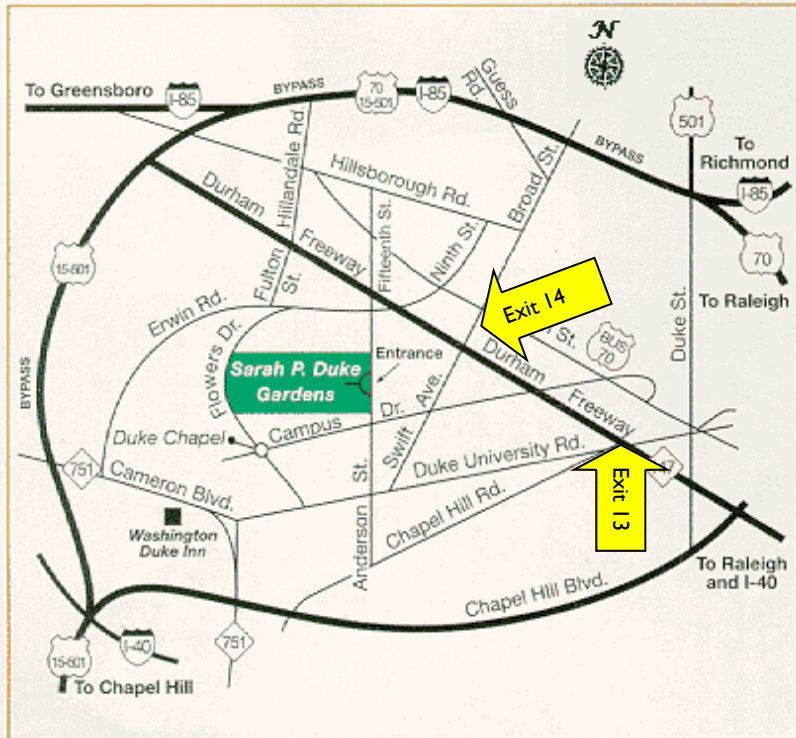 N
To Greensboro
I-85
BYPASS
70
15-501
I-85
Guess
Rd.
BYPASS
501
To
Richmond
I-85
70
To Raleigh
Hillandale Rd.
Hillsborough Rd.
Broad St.
Durham
Freeway
Fifteenth St.
Ninth St.
15-501
Fulton
St.
Erwin Rd.
Exit 14
St.
BUS
70
Duke St.
BYPASS
Flowers Dr.
Sarah P. Duke
Gardens
Entrance
Durham
Freeway
Duke Chapel
Campus
Dr.
Swift
Ave.
Duke University Rd.
751
Cameron Blvd.
Washington
Duke Inn
Anderson
St.
Chapel Hill Rd.
Exit 13
Chapel Hill Blvd.
To Raleigh
and I-40
751
I-40
15-501
To Chapel Hill